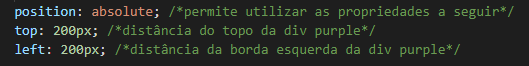 position: absolute; /*permite utilizar as propriedades a seguir*/
top: 200px; /*distância do topo da div purple*/
left: 200px; /*distância da borda esquerda da div purple*/